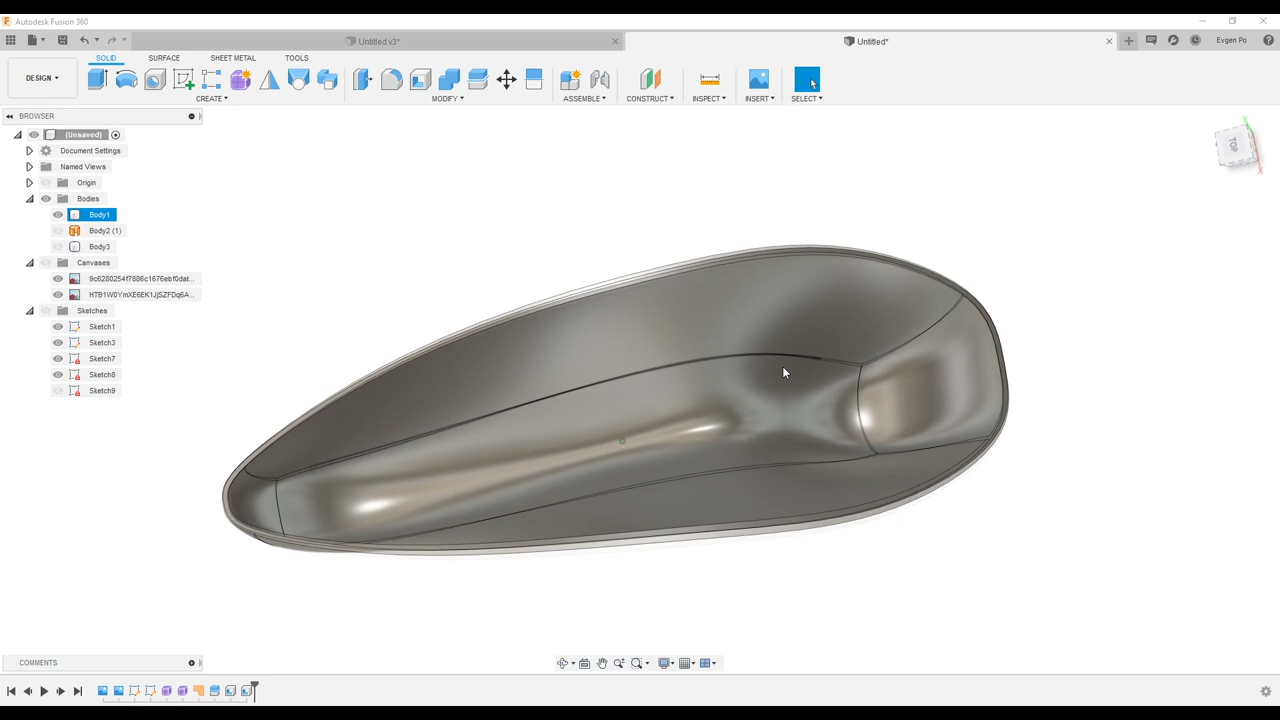 Autodesk Fusion 360
Untitled v3*
Untitled*
Evgen Po
DESIGN
SOLID
SURFACE
SHEET METAL
TOOLS
CREATE
MODIFY
ASSEMBLE
CONSTRUCT
INSPECT
INSERT
SELECT
BROWSER
(Unsaved)
Document Settings
Named Views
Origin
Bodies
Body1
Body2 (1)
Body3
Canvases
Sketches
Sketch1
Sketch3
Sketch7
Sketch8
Sketch9
TOP
COMMENTS